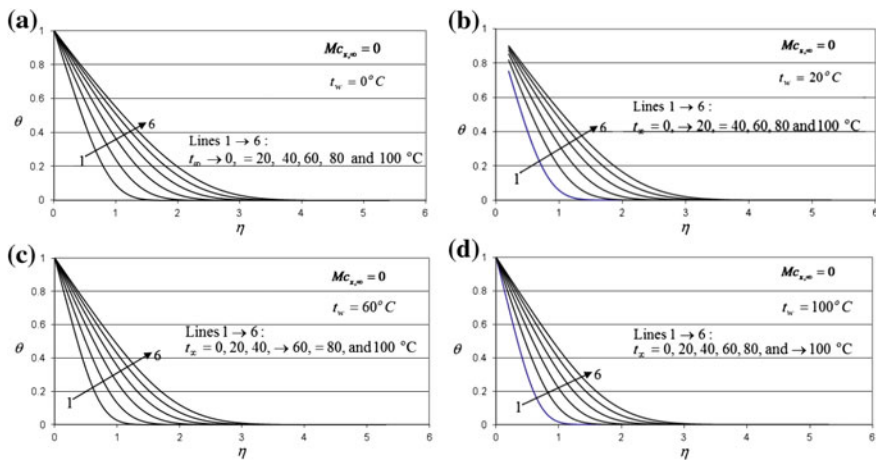 (a)
1
0.8
0.6
0.4
0.2
0
θ
Mc_{x,∞} = 0
t_w = 0°C
6
Lines 1 → 6 :
t_∞ → 0, = 20, 40, 60, 80 and 100 °C
1
0 1 2 3 4 5 6
η
(b)
1
0.8
0.6
0.4
0.2
0
θ
Mc_{x,∞} = 0
t_w = 20°C
Lines 1 → 6 :
t_∞ = 0, → 20, = 40, 60, 80 and 100 °C
6
1
0 1 2 3 4 5 6
η
(c)
1
0.8
0.6
0.4
0.2
0
θ
Mc_{x,∞} = 0
t_w = 60°C
Lines 1 → 6 :
t_∞ = 0, 20, 40, → 60, = 80, and 100 °C
6
1
0 1 2 3 4 5 6
η
(d)
1
0.8
0.6
0.4
0.2
0
θ
Mc_{x,∞} = 0
t_w = 100°C
Lines 1 → 6 :
t_∞ = 0, 20, 40, 60, 80, and → 100 °C
6
1
0 1 2 3 4 5 6
η